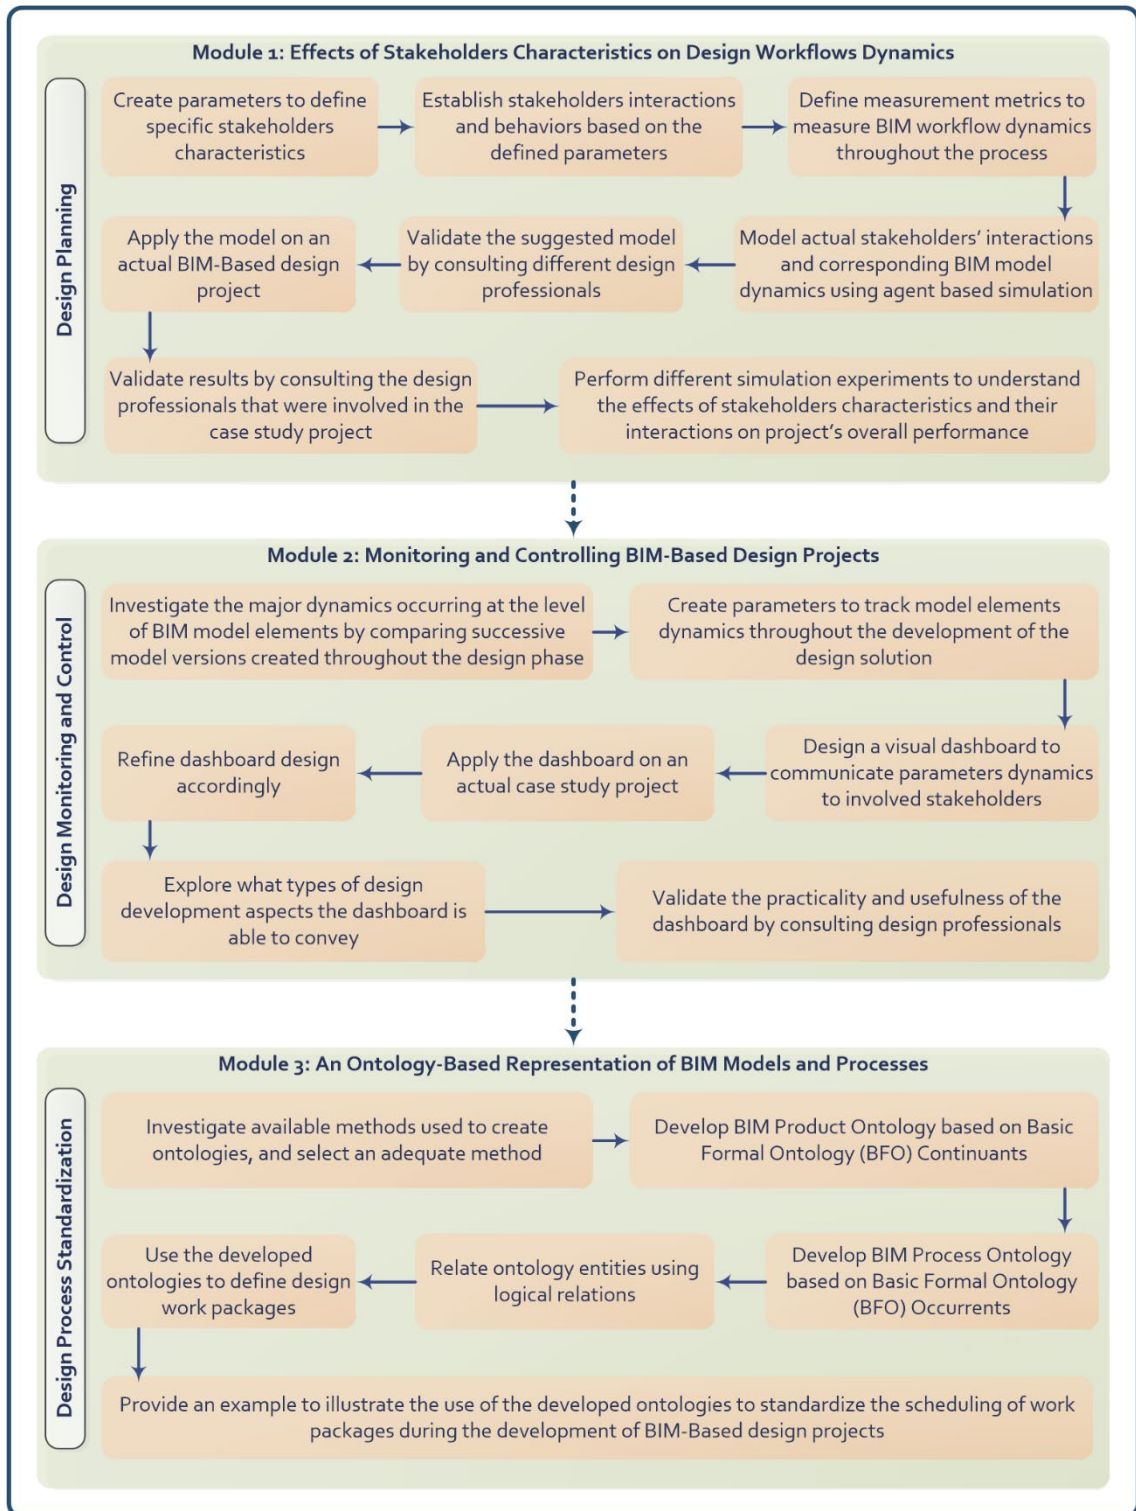 Module 1: Effects of Stakeholders Characteristics on Design Workflows Dynamics
Design Planning
Create parameters to define
specific stakeholders
characteristics
Establish stakeholders interactions
and behaviors based on the
defined parameters
Define measurement metrics to
measure BIM workflow dynamics
throughout the process
Model actual stakeholders' interactions
and corresponding BIM model
dynamics using agent based simulation
Validate the suggested model
by consulting different design
professionals
Apply the model on an
actual BIM-Based design
project
Validate results by consulting the design
professionals that were involved in the
case study project
Perform different simulation experiments to understand
the effects of stakeholders characteristics and their
interactions on project's overall performance
Module 2: Monitoring and Controlling BIM-Based Design Projects
Design Monitoring and Control
Investigate the major dynamics occurring at the level
of BIM model elements by comparing successive
model versions created throughout the design phase
Create parameters to track model elements
dynamics throughout the development of the
design solution
Design a visual dashboard to
communicate parameters dynamics
to involved stakeholders
Apply the dashboard on an
actual case study project
Refine dashboard design
accordingly
Explore what types of design
development aspects the dashboard is
able to convey
Validate the practicality and usefulness of the
dashboard by consulting design professionals
Module 3: An Ontology-Based Representation of BIM Models and Processes
Design Process Standardization
Investigate available methods used to create
ontologies, and select an adequate method
Develop BIM Product Ontology based on Basic
Formal Ontology (BFO) Continuants
Develop BIM Process Ontology
based on Basic Formal Ontology
(BFO) Occurrents
Relate ontology entities using
logical relations
Use the developed
ontologies to define design
work packages
Provide an example to illustrate the use of the developed ontologies to standardize the scheduling of work
packages during the development of BIM-Based design projects